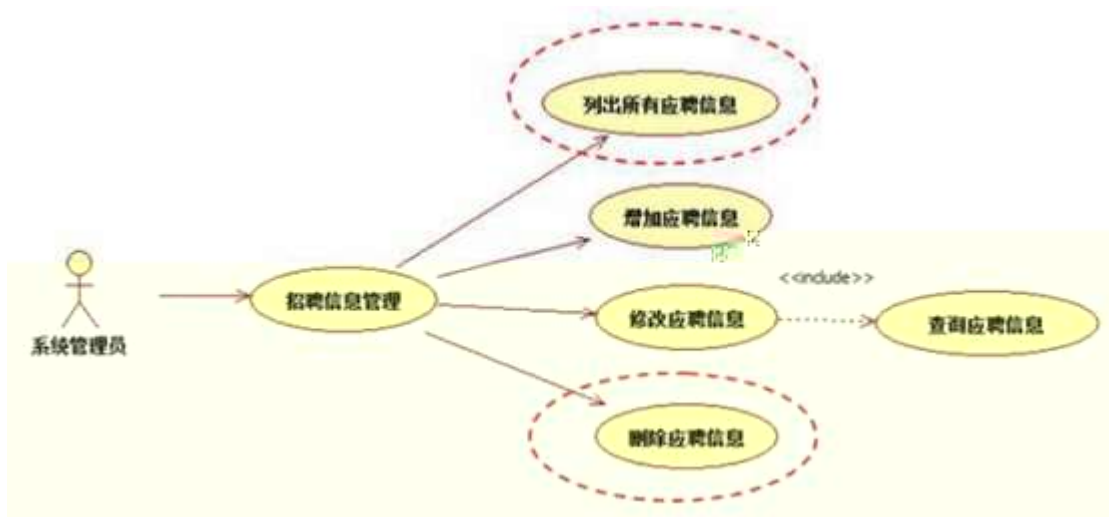 列出所有应聘信息
增加应聘信息
<<include>>
招聘信息管理
修改应聘信息
查询应聘信息
系统管理员
删除应聘信息